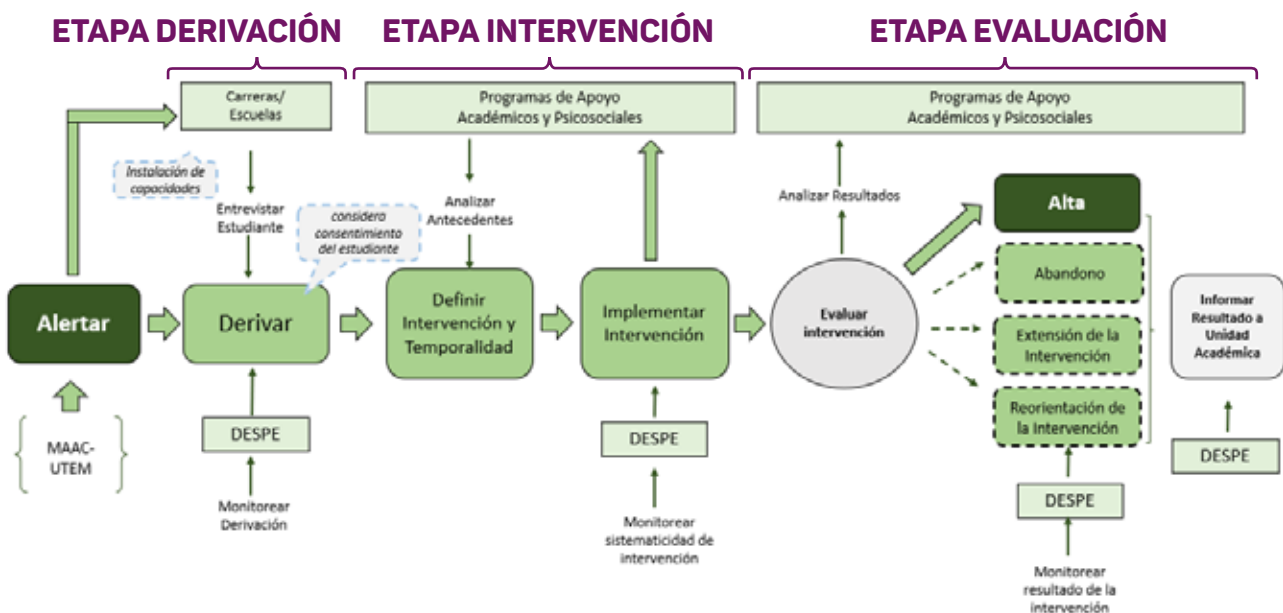 ETAPA DERIVACIÓN
ETAPA INTERVENCIÓN
ETAPA EVALUACIÓN
Carreras/
Escuelas
Programas de Apoyo
Académicos y Psicosociales
Programas de Apoyo
Académicos y Psicosociales
Instalación de
capacidades
Entrevistar
Estudiante
considera
consentimiento
del estudiante
Analizar
Antecedentes
Analizar Resultados
Alta
Abandono
Extensión de la
Intervención
Reorientación de
la Intervención
Alertar
Derivar
Definir
Intervención y
Temporalidad
Implementar
Intervención
Evaluar
intervención
Informar
Resultado a
Unidad
Académica
MAAC-
UTEM
DESPE
Monitorear
Derivación
DESPE
Monitorear
sistematicidad de
intervención
DESPE
Monitorear
resultado de la
intervención
DESPE